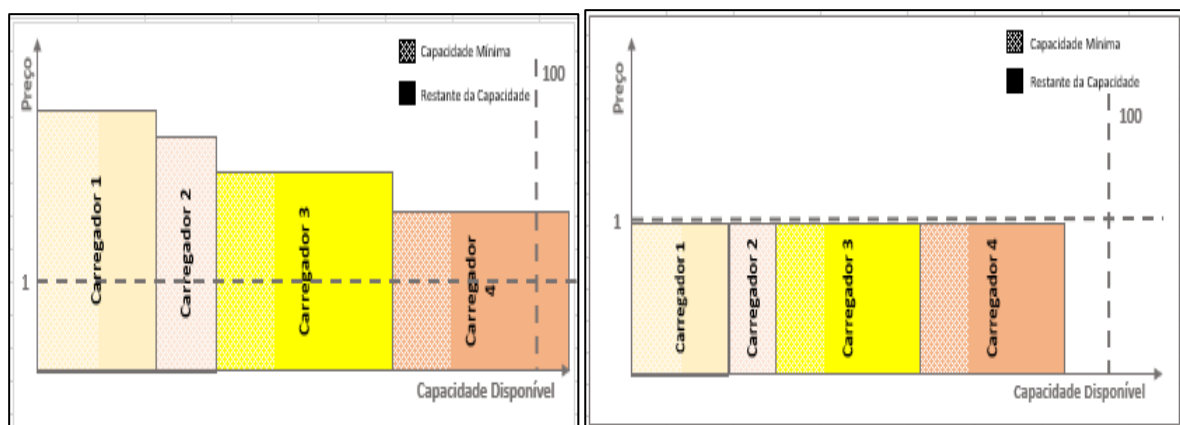 Preço
Capacidade Mínima
Restante da Capacidade
100
1
Carregador 1
Carregador 2
Carregador 3
Carregador
4
Capacidade Disponível
Preço
Capacidade Mínima
Restante da Capacidade
100
1
Carregador 1
Carregador 2
Carregador 3
Carregador 4
Capacidade Disponível